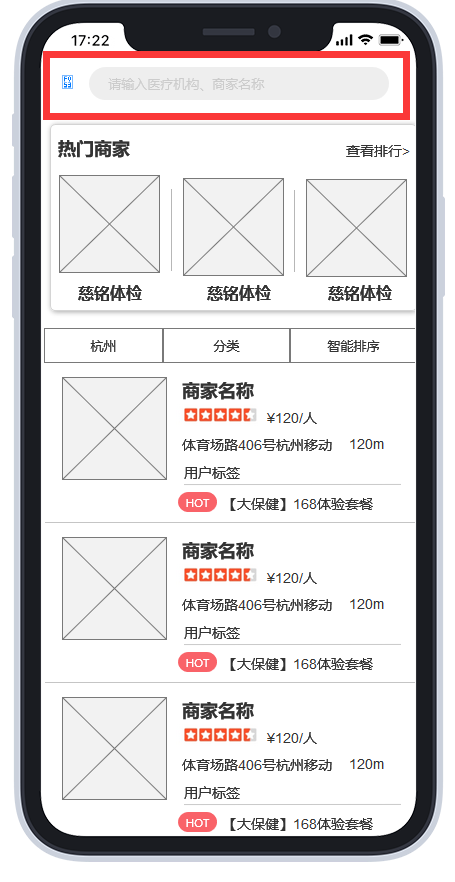 17:22
请输入医疗机构、商家名称
热门商家 查看排行>
慈铭体检 慈铭体检 慈铭体检
杭州 分类 智能排序
商家名称
¥120/人
体育场路406号杭州移动 120m
用户标签
HOT 【大保健】168体验套餐
商家名称
¥120/人
体育场路406号杭州移动 120m
用户标签
HOT 【大保健】168体验套餐
商家名称
¥120/人
体育场路406号杭州移动 120m
用户标签
HOT 【大保健】168体验套餐